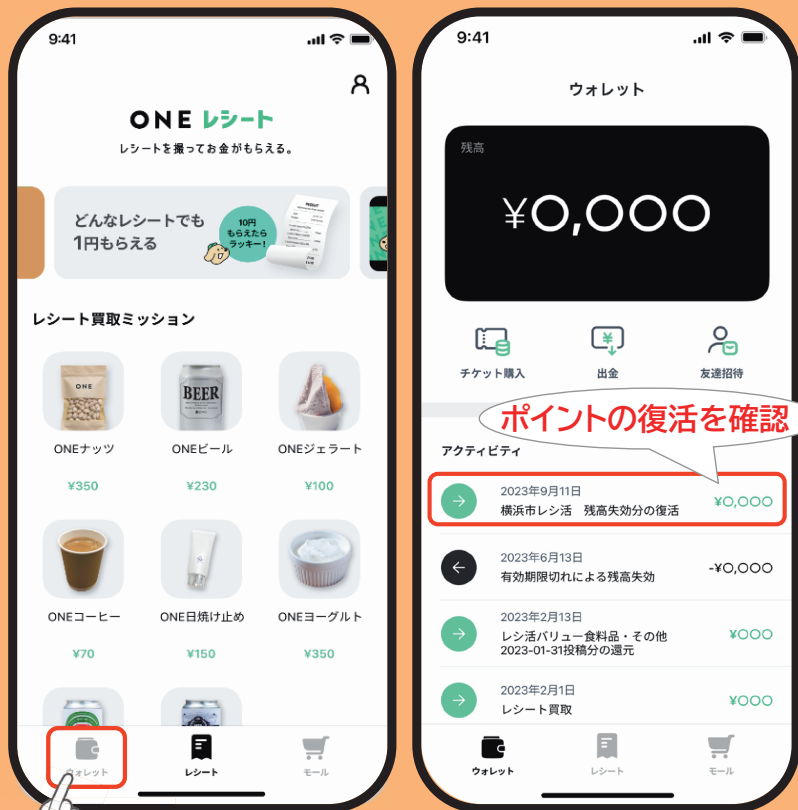 9:41
ONE レシート
レシートを撮ってお金がもらえる。
どんなレシートでも
1円もらえる
10円
もらえたら
ラッキー!
レシート買取ミッション
ONE
BEER
ONEナッツ
ONEビール
ONEジェラート
¥350
¥230
¥100
ONEコーヒー
ONE日焼け止め
ONEヨーグルト
¥70
¥150
¥350
ウォレット
レシート
モール
9:41
ウォレット
残高
¥〇,〇〇〇
チケット購入
出金
友達招待
ポイントの復活を確認
アクティビティ
2023年9月11日
横浜市レシ活 残高失効分の復活
¥〇,〇〇〇
2023年6月13日
有効期限切れによる残高失効
-¥〇,〇〇〇
2023年2月13日
レシ活バリュー食料品・その他
2023-01-31投稿分の還元
¥〇〇〇
2023年2月1日
レシート買取
¥〇〇〇
ウォレット
レシート
モール